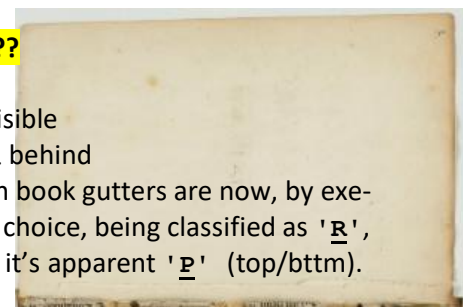 ??
isible
behind
book gutters are now, by exe-
choice, being classified as 'R',
it's apparent 'P' (top/bttm).